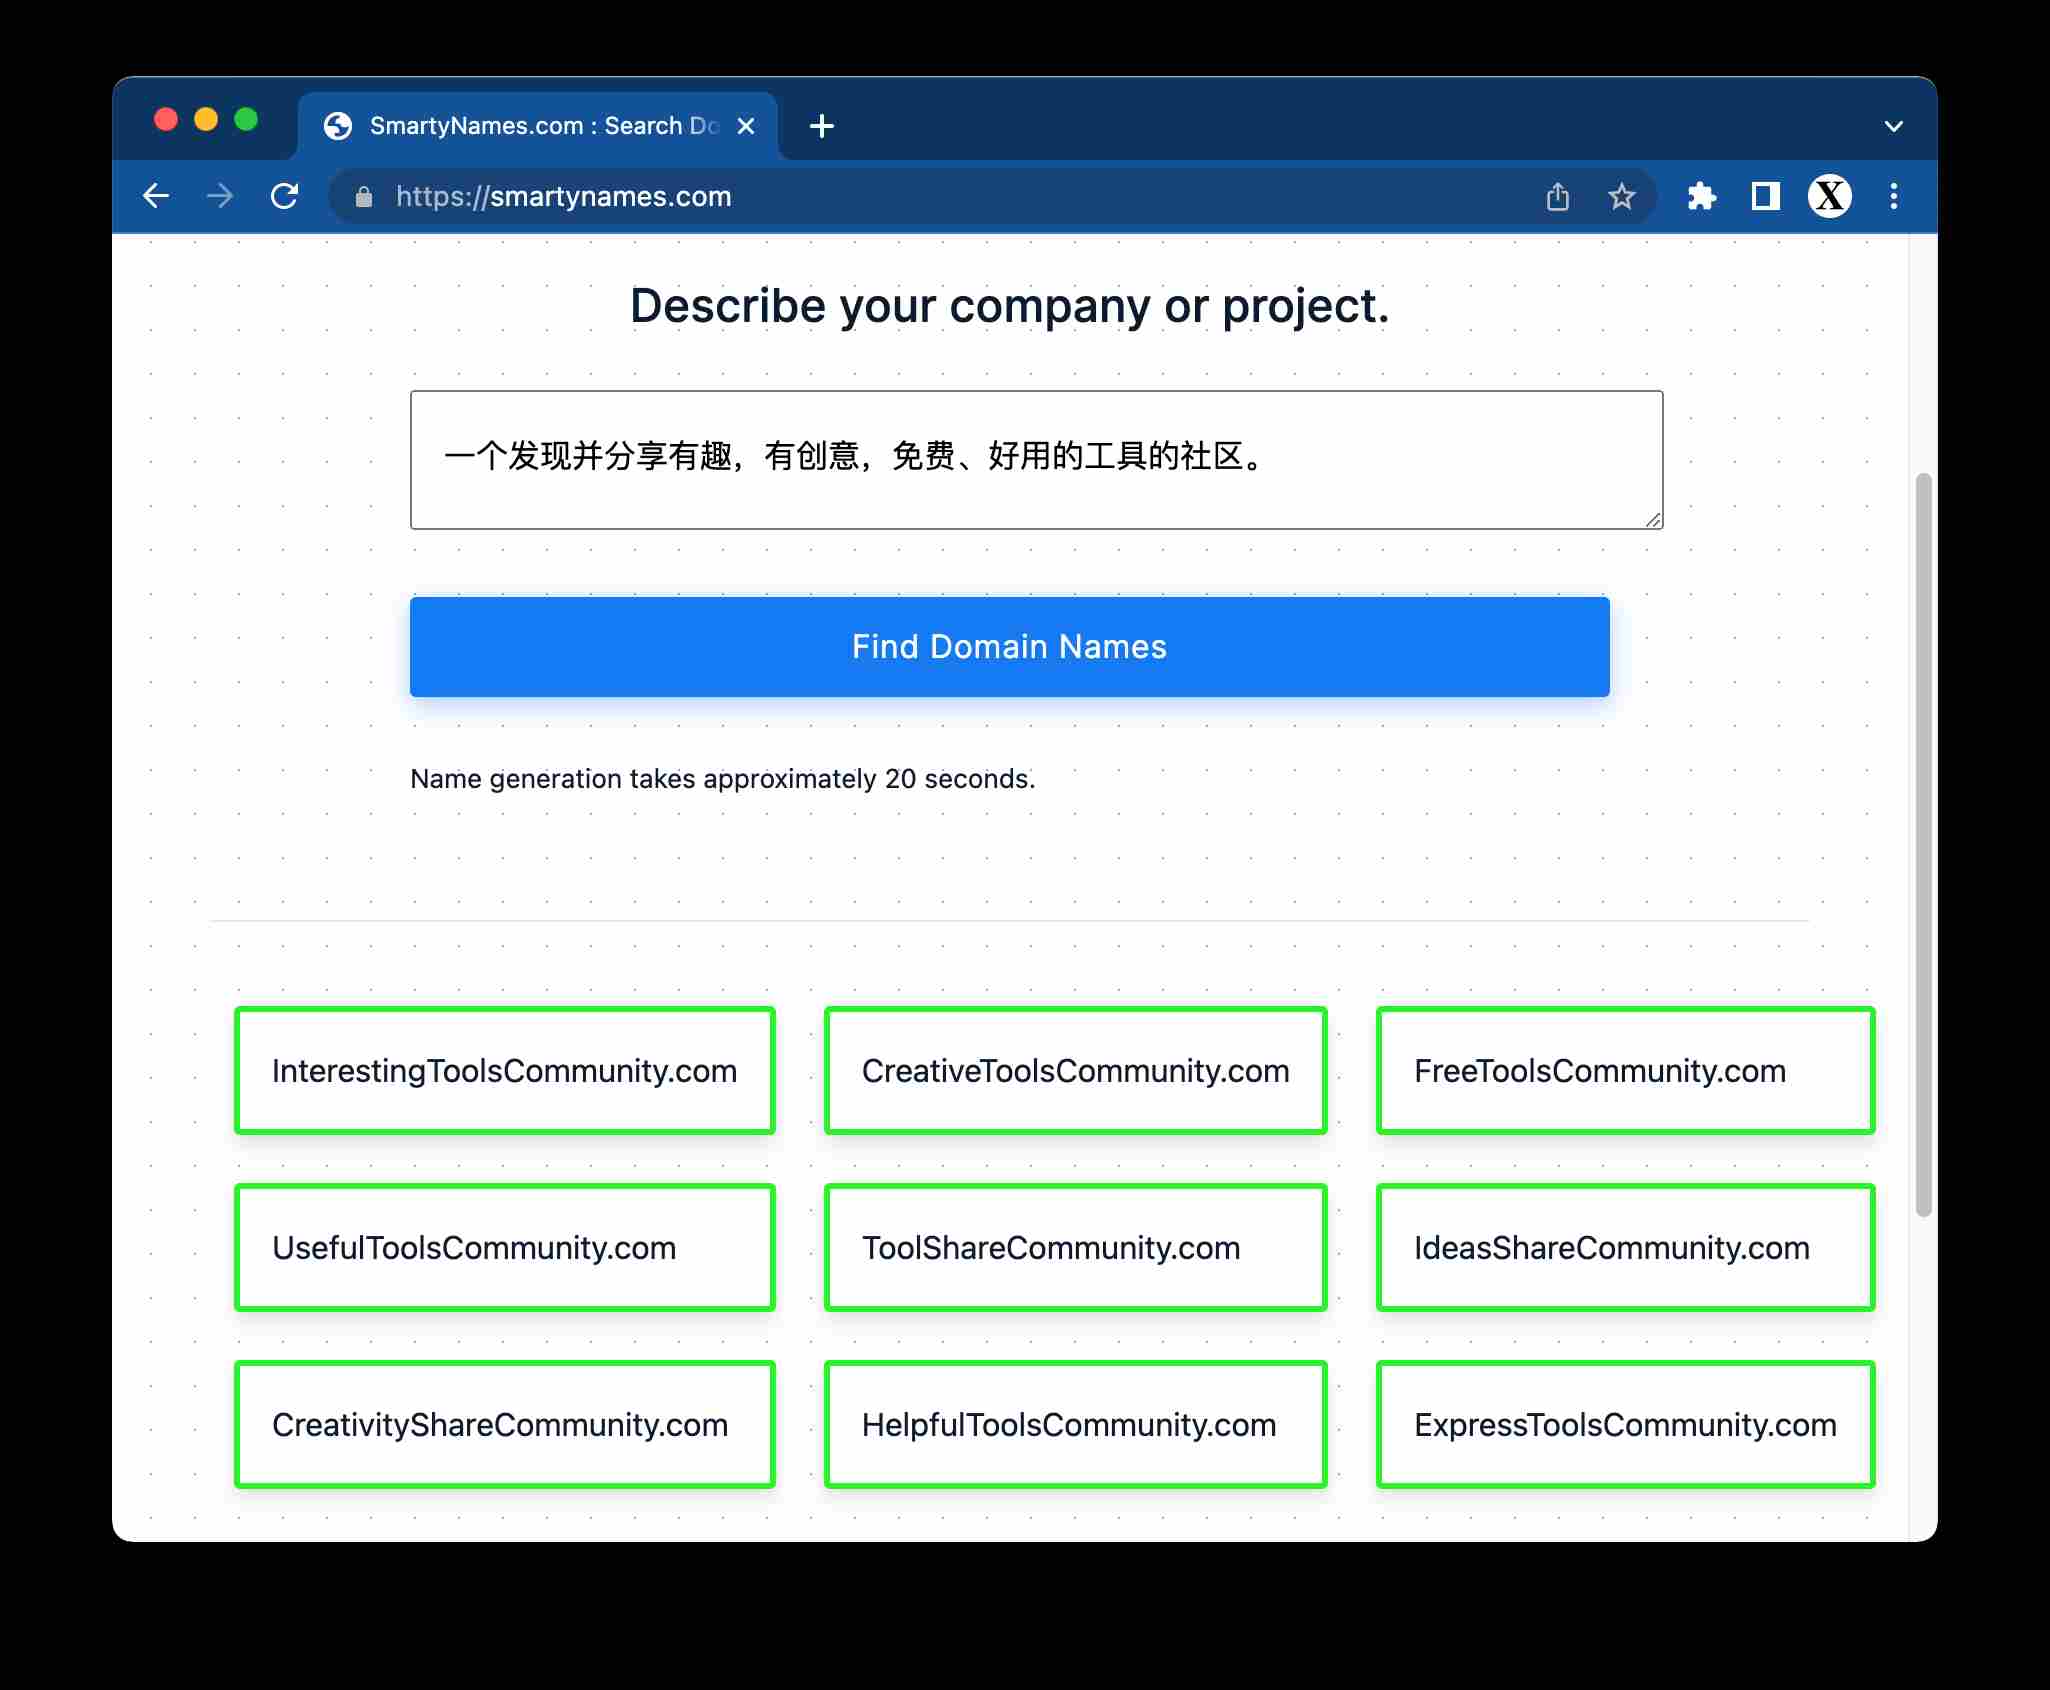 SmartyNames.com : Search Do
https://smartynames.com
X
Describe your company or project.
一个发现并分享有趣，有创意，免费、好用的工具的社区。
Find Domain Names
Name generation takes approximately 20 seconds.
InterestingToolsCommunity.com
CreativeToolsCommunity.com
FreeToolsCommunity.com
UsefulToolsCommunity.com
ToolShareCommunity.com
IdeasShareCommunity.com
CreativityShareCommunity.com
HelpfulToolsCommunity.com
ExpressToolsCommunity.com